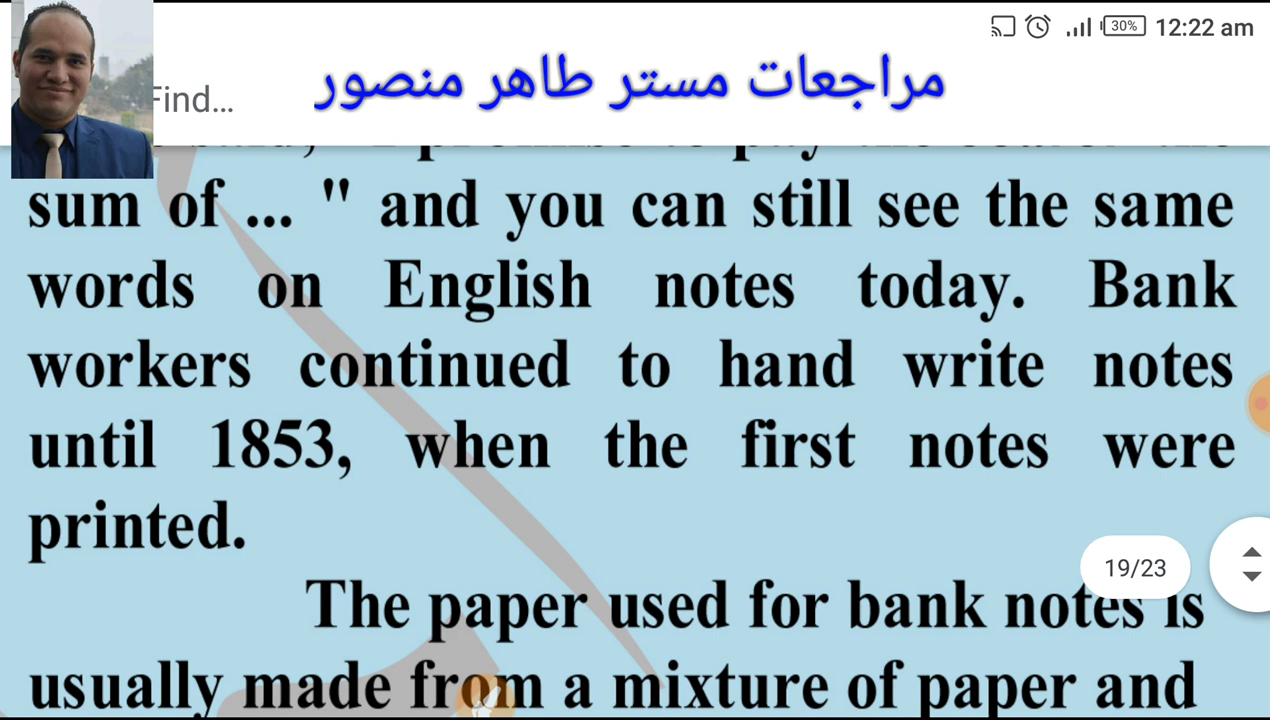 30% 12:22 am
Find...
مراجعات مستر طاهر منصور
sum of ... " and you can still see the same
words on English notes today. Bank
workers continued to hand write notes
until 1853, when the first notes were
printed.
19/23
The paper used for bank notes is
usually made from a mixture of paper and